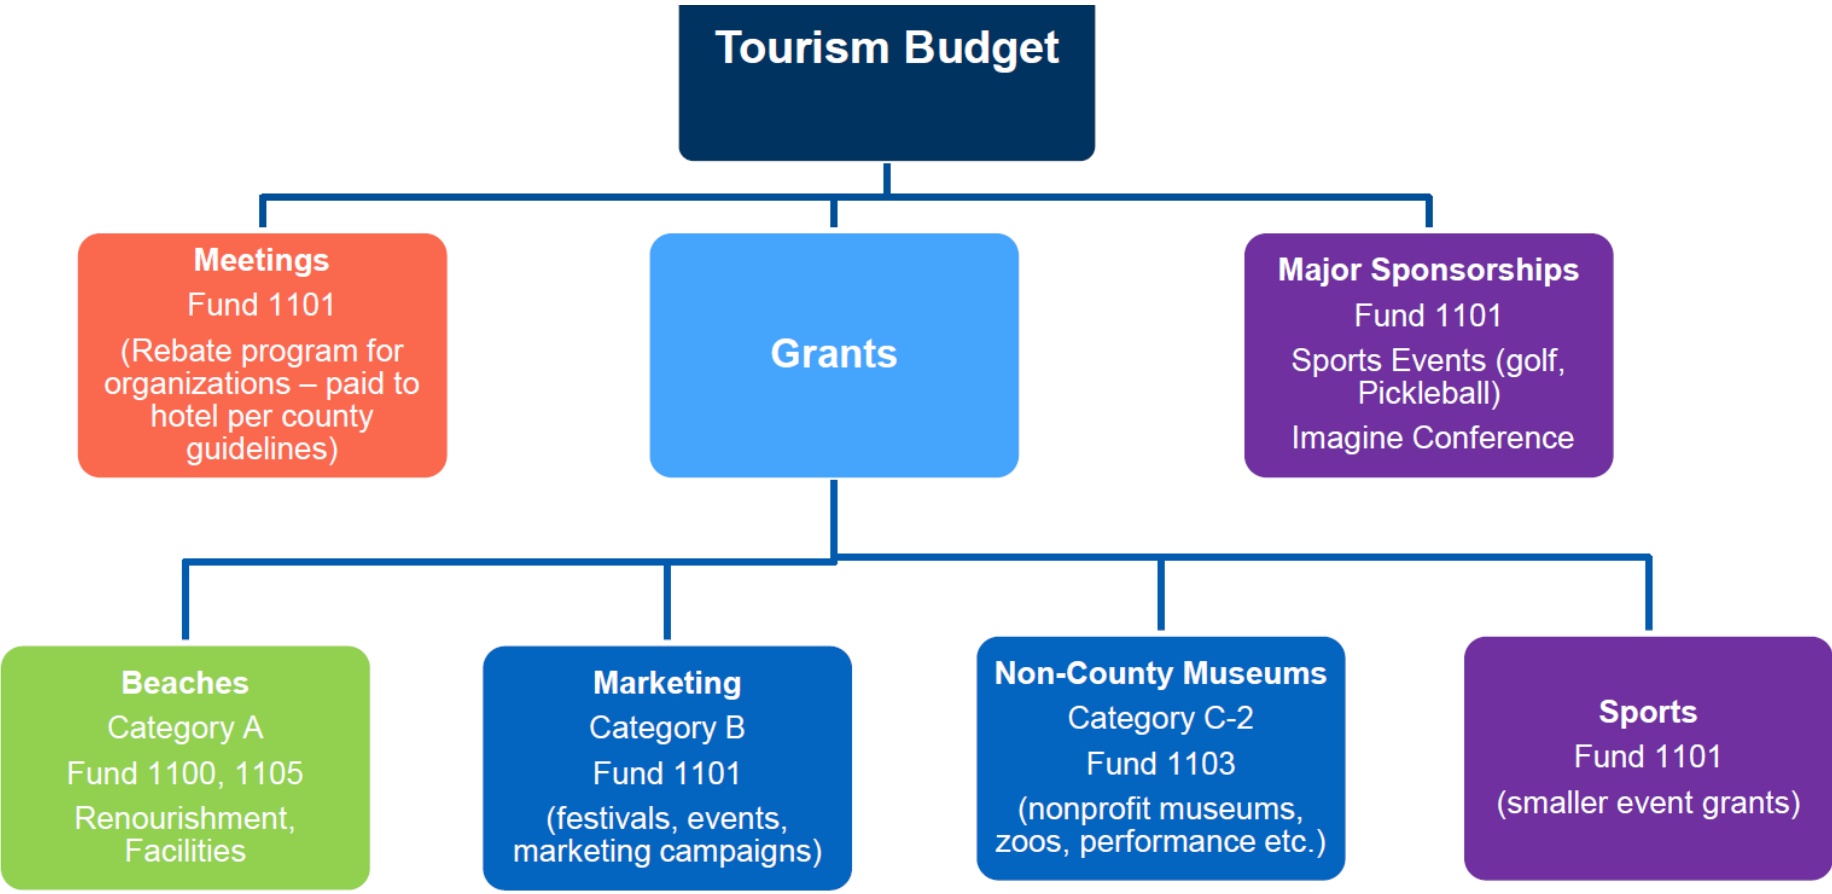 Tourism Budget
Meetings
Fund 1101
(Rebate program for
organizations – paid to
hotel per county
guidelines)
Grants
Major Sponsorships
Fund 1101
Sports Events (golf,
Pickleball)
Imagine Conference
Beaches
Category A
Fund 1100, 1105
Renourishment,
Facilities
Marketing
Category B
Fund 1101
(festivals, events,
marketing campaigns)
Non-County Museums
Category C-2
Fund 1103
(nonprofit museums,
zoos, performance etc.)
Sports
Fund 1101
(smaller event grants)